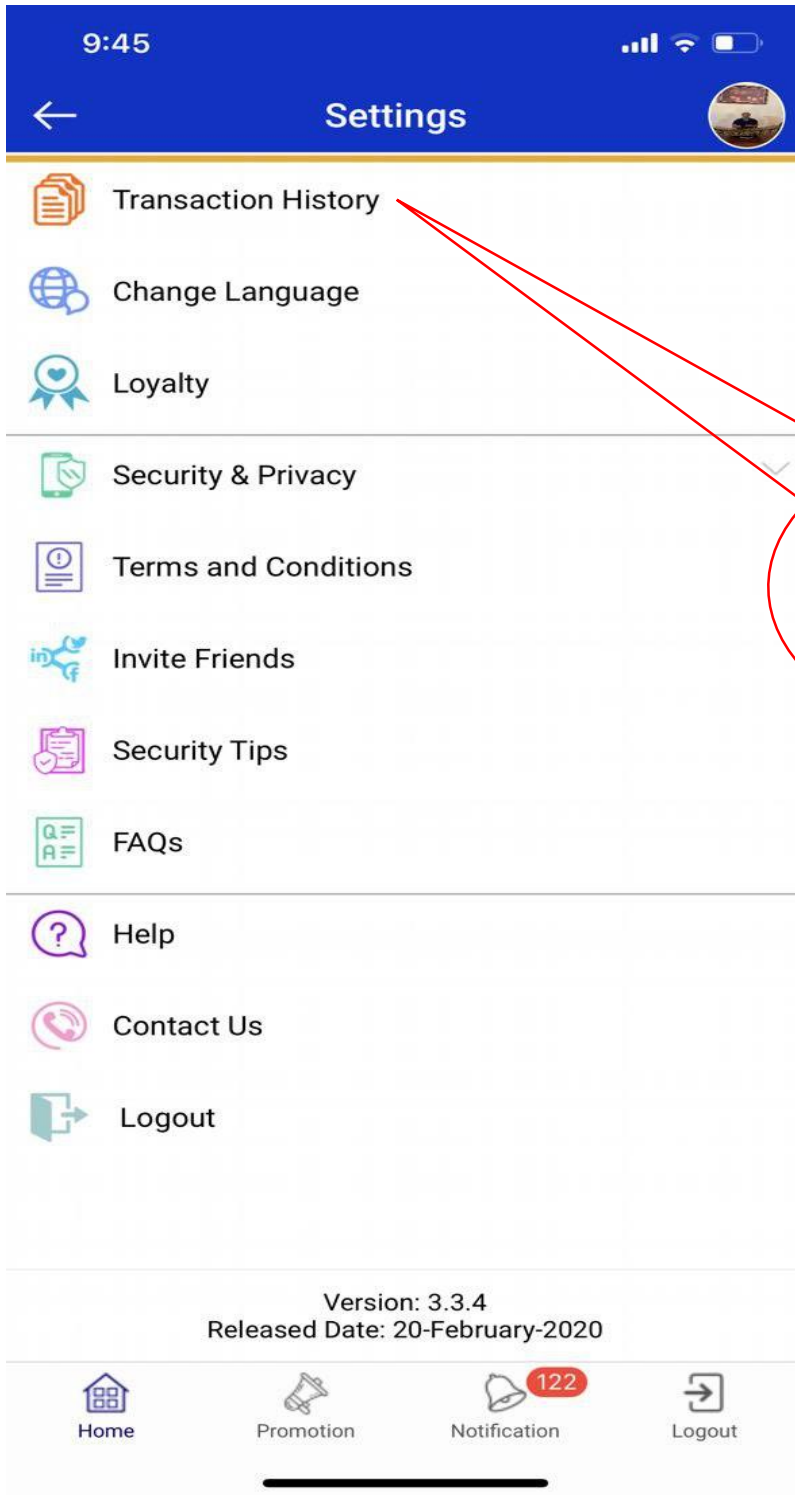 9:45
Settings
Transaction History
Change Language
Loyalty
Security & Privacy
Terms and Conditions
in f
Invite Friends
Security Tips
Q
A
FAQs
?
Help
Contact Us
Logout
Version: 3.3.4
Released Date: 20-February-2020
122
Home Promotion Notification Logout